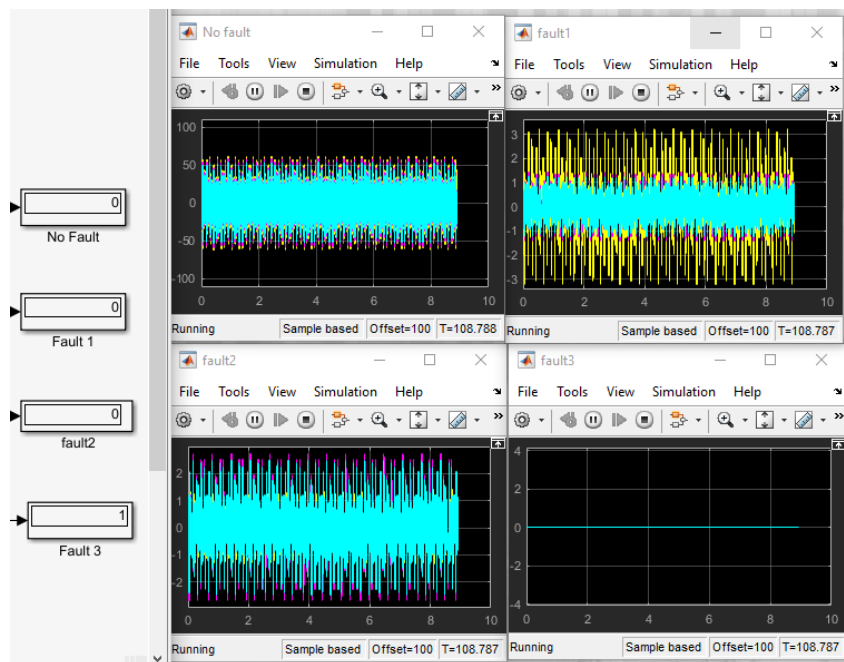 0
No Fault
0
Fault 1
0
fault2
1
Fault 3
No fault
File Tools View Simulation Help
100
50
0
-50
-100
0 2 4 6 8 10
Running Sample based Offset=100 T=108.788
fault1
File Tools View Simulation Help
3
2
1
0
-1
-2
-3
0 2 4 6 8 10
Running Sample based Offset=100 T=108.787
fault2
File Tools View Simulation Help
2
1
0
-1
-2
0 2 4 6 8 10
Running Sample based Offset=100 T=108.787
fault3
File Tools View Simulation Help
4
2
0
-2
-4
0 2 4 6 8 10
Running Sample based Offset=100 T=108.787